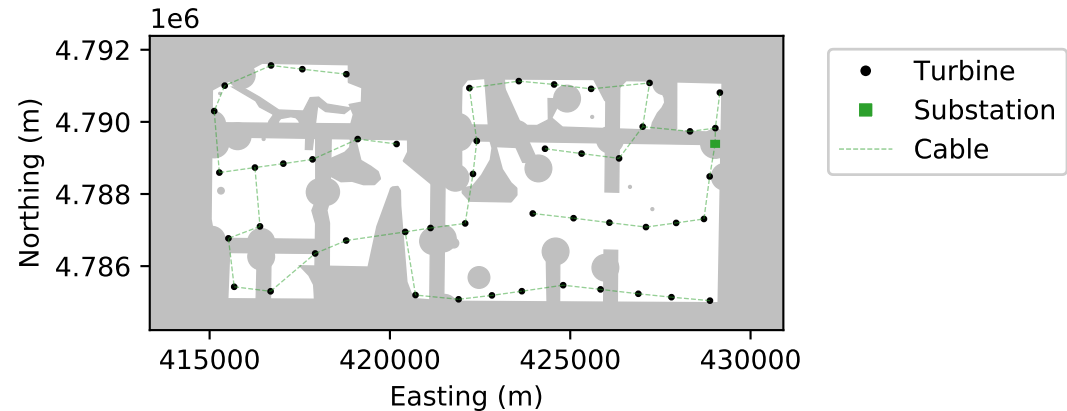 1e6
4.792
4.790
4.788
4.786
Northing (m)
415000 420000 425000 430000
Easting (m)
Turbine
Substation
Cable